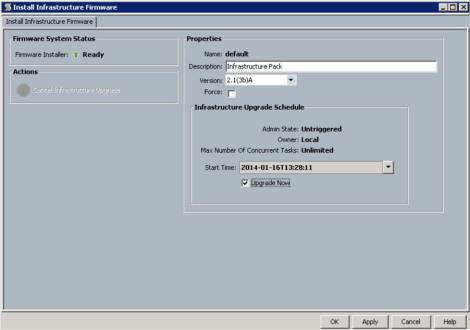 Install Infrastructure Firmware
Install Infrastructure Firmware
Firmware System Status
Firmware Installer: Ready
Actions
Cancel Infrastructure Upgrade
Properties
Name: default
Description: Infrastructure Pack
Version: 2.1(3b)A
Force:
Infrastructure Upgrade Schedule
Admin State: Untriggered
Owner: Local
Max Number Of Concurrent Tasks: Unlimited
Start Time: 2014-01-16T13:28:11
Upgrade Now
OK Apply Cancel Help